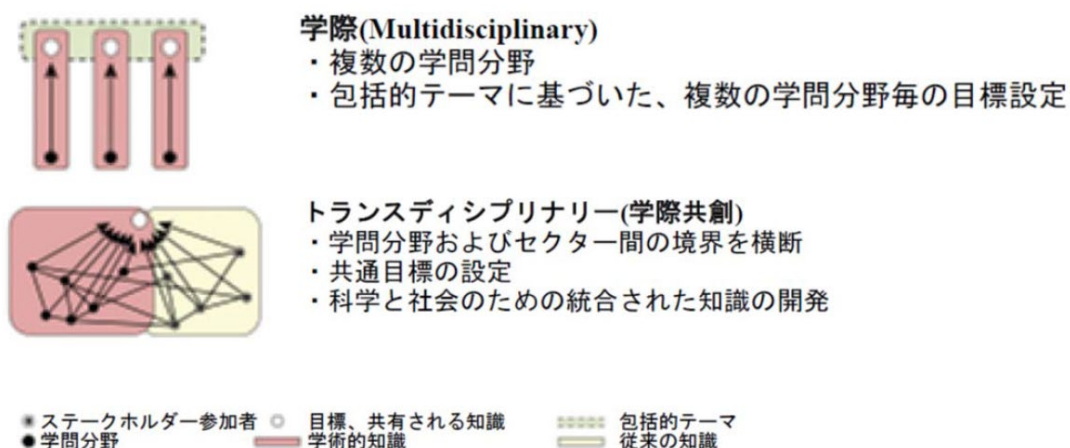 学際(Multidisciplinary)
・複数の学問分野
・包括的テーマに基づいた、複数の学問分野毎の目標設定
トランスディシプリナリー(学際共創)
・学問分野およびセクター間の境界を横断
・共通目標の設定
・科学と社会のための統合された知識の開発
ステークホルダー参加者 目標、共有される知識 包括的テーマ
学問分野 学術的知識 従来の知識